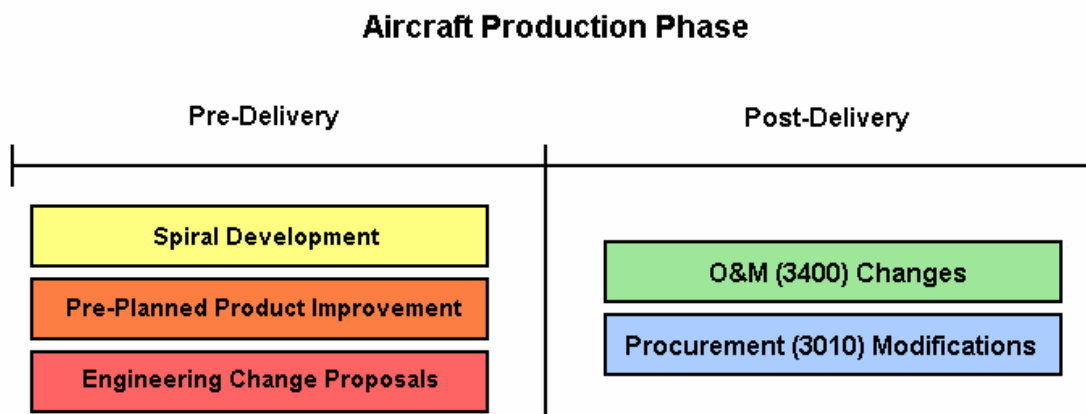 Aircraft Production Phase
Pre-Delivery
Post-Delivery
Spiral Development
Pre-Planned Product Improvement
Engineering Change Proposals
O&M (3400) Changes
Procurement (3010) Modifications